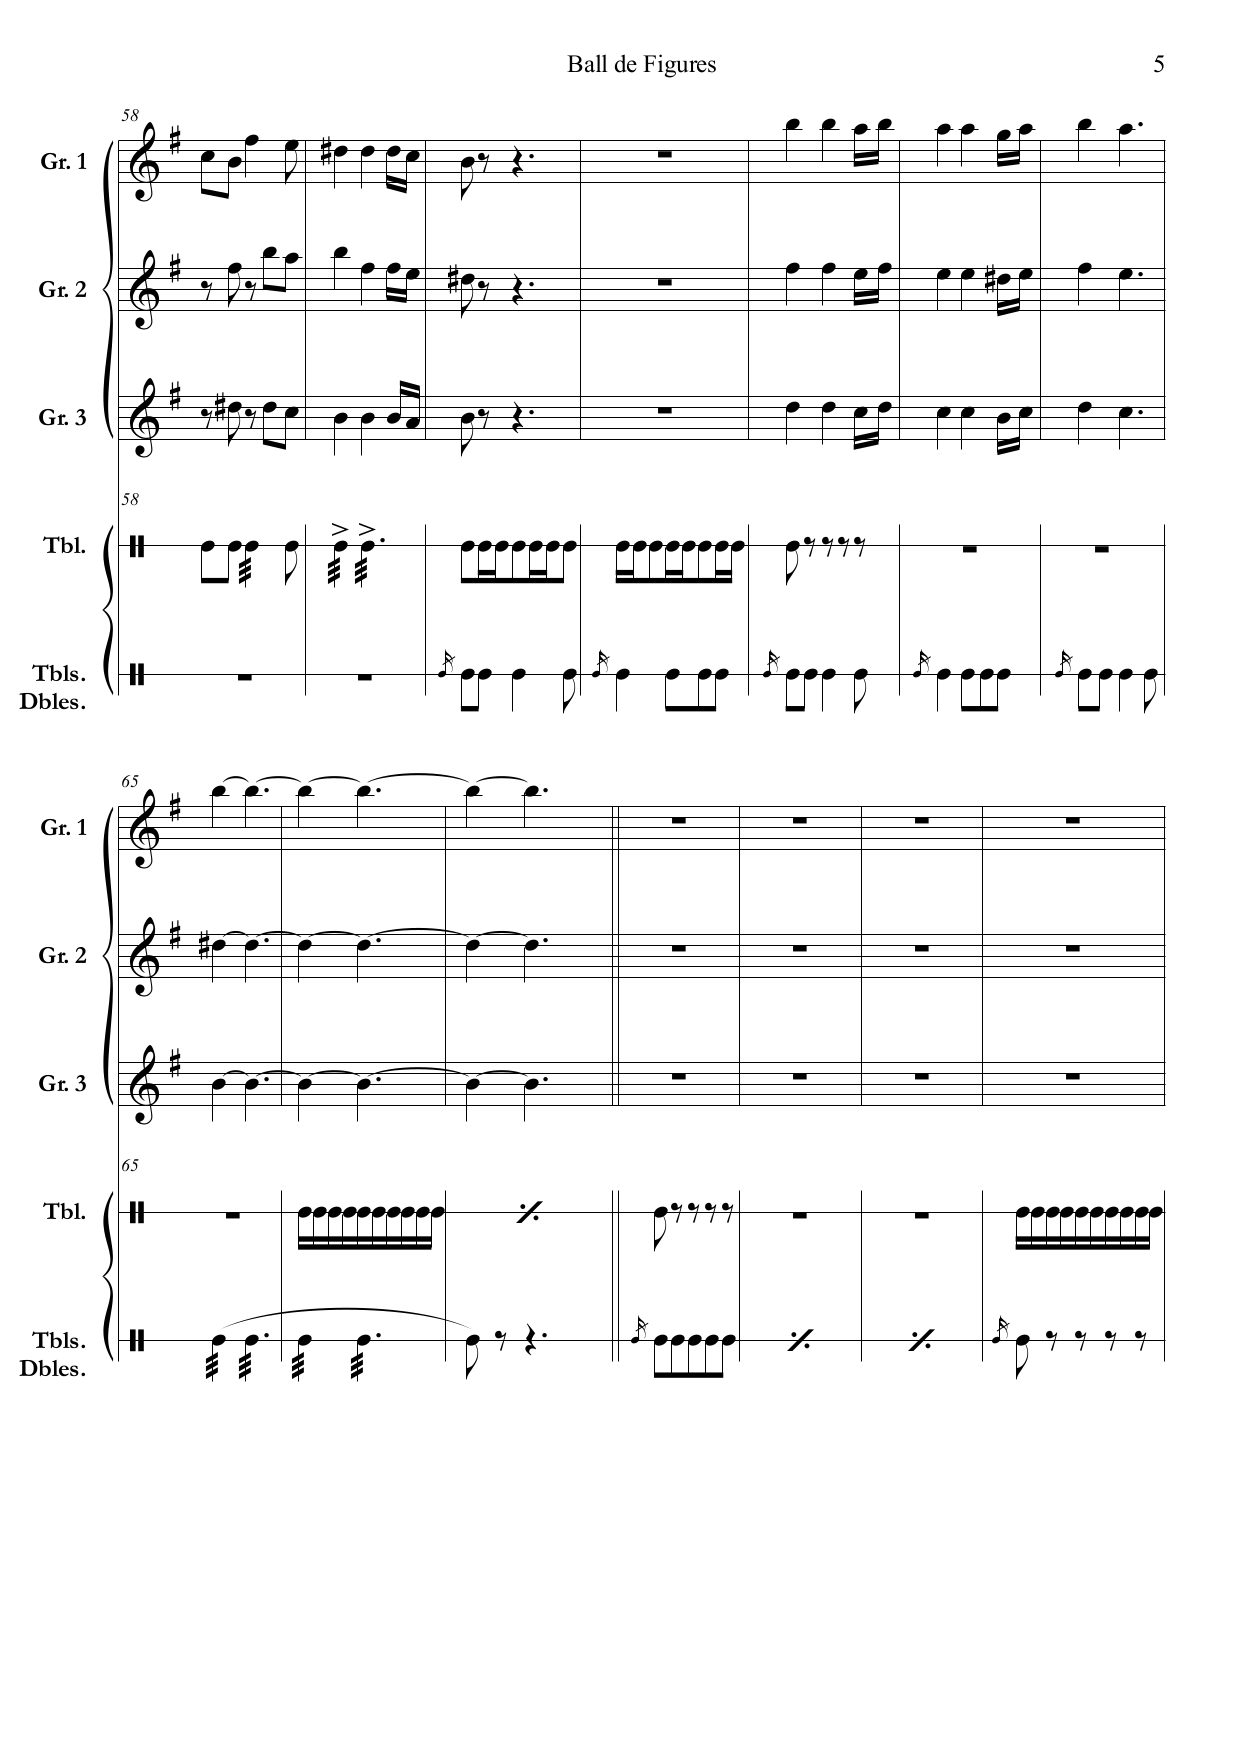 Ball de Figures 5
58
Gr. 1
Gr. 2
Gr. 3
58
Tbl.
Tbls.
Dbles.
65
Gr. 1
Gr. 2
Gr. 3
65
Tbl.
Tbls.
Dbles.